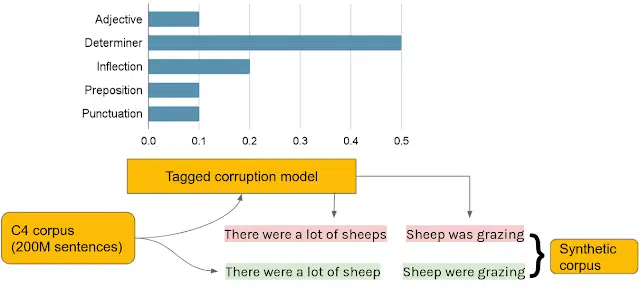 Adjective
Determiner
Inflection
Preposition
Punctuation
0.0 0.1 0.2 0.3 0.4 0.5
Tagged corruption model
C4 corpus
(200M sentences)
There were a lot of sheeps Sheep was grazing
There were a lot of sheep Sheep were grazing
}
Synthetic
corpus